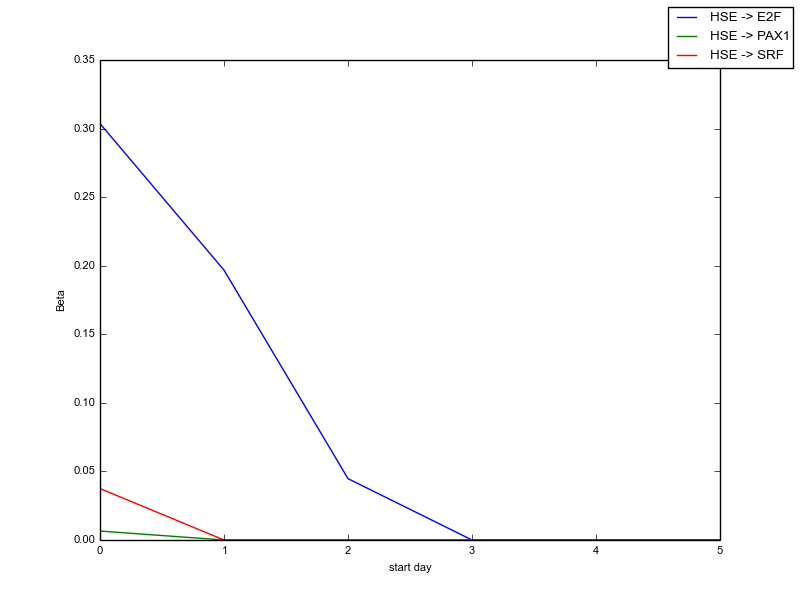 HSE -> E2F
HSE -> PAX1
HSE -> SRF
0.35
0.30
0.25
0.20
0.15
0.10
0.05
0.00
Beta
0 1 2 3 4 5
start day